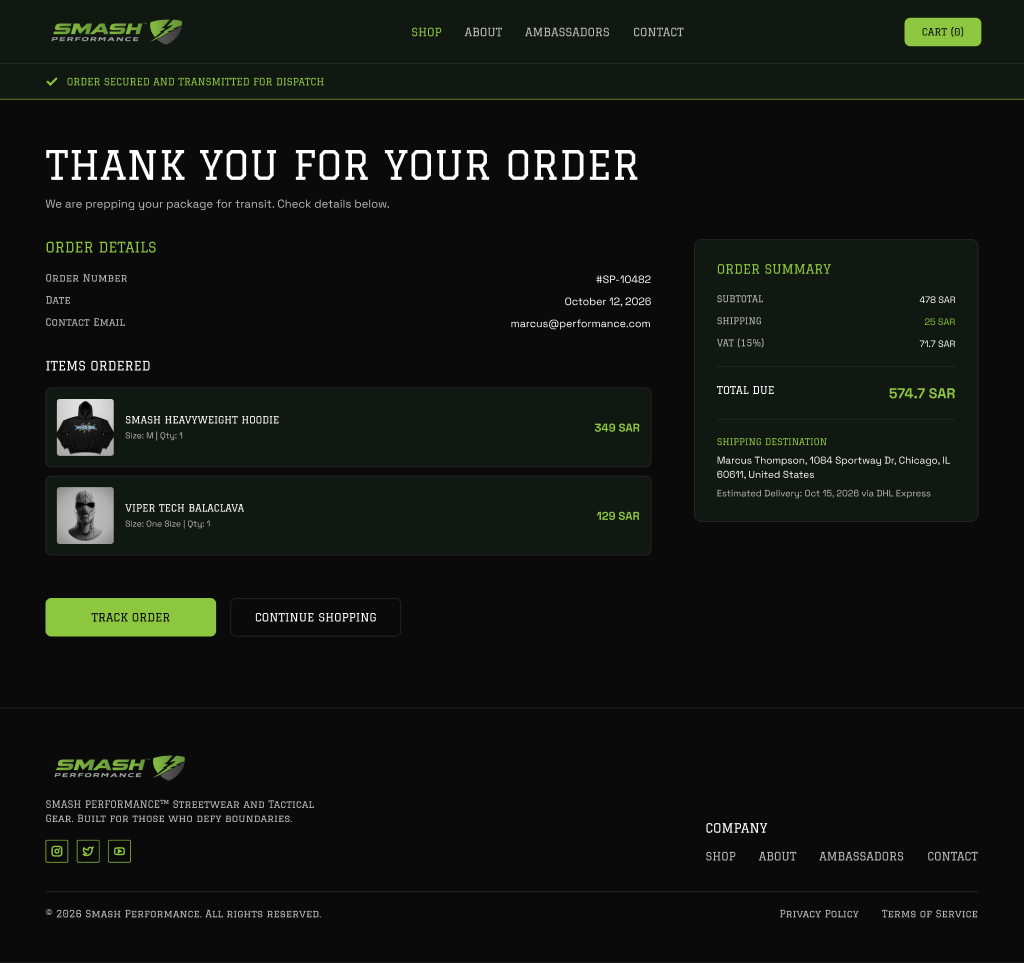 SMASH PERFORMANCE
SHOP ABOUT AMBASSADORS CONTACT
CART (0)
ORDER SECURED AND TRANSMITTED FOR DISPATCH
THANK YOU FOR YOUR ORDER
We are prepping your package for transit. Check details below.
ORDER DETAILS
Order Number #SP-10482
Date October 12, 2026
Contact Email marcus@performance.com
ITEMS ORDERED
SMASH HEAVYWEIGHT HOODIE
Size: M | Qty: 1
349 SAR
VIPER TECH BALACLAVA
Size: One Size | Qty: 1
129 SAR
TRACK ORDER
CONTINUE SHOPPING
ORDER SUMMARY
SUBTOTAL 478 SAR
SHIPPING 25 SAR
VAT (15%) 71.7 SAR
TOTAL DUE 574.7 SAR
SHIPPING DESTINATION
Marcus Thompson, 1084 Sportway Dr, Chicago, IL
60611, United States
Estimated Delivery: Oct 15, 2026 via DHL Express
SMASH PERFORMANCE
SMASH PERFORMANCE™ Streetwear and Tactical
Gear. Built for those who defy boundaries.
COMPANY
SHOP ABOUT AMBASSADORS CONTACT
© 2026 Smash Performance. All rights reserved.
Privacy Policy Terms of Service